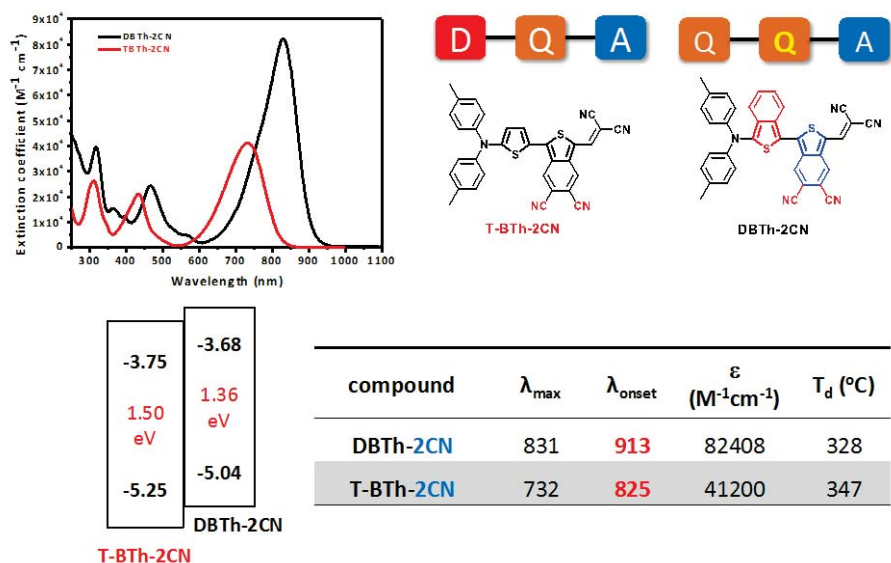 Extinction coefficient (M⁻¹ cm⁻¹)
9x10⁴
8x10⁴
7x10⁴
6x10⁴
5x10⁴
4x10⁴
3x10⁴
2x10⁴
1x10⁴
0
DBTh-2CN
TBTh-2CN
300 400 500 600 700 800 900 1000 1100
Wavelength (nm)
D Q A
Q Q A
N S S CN CN NC CN
T-BTh-2CN
N S S CN CN NC CN
DBTh-2CN
-3.75
1.50
eV
-5.25
T-BTh-2CN
-3.68
1.36
eV
-5.04
DBTh-2CN
compound λmax λonset ε (M⁻¹cm⁻¹) Td (°C)
DBTh-2CN 831 913 82408 328
T-BTh-2CN 732 825 41200 347